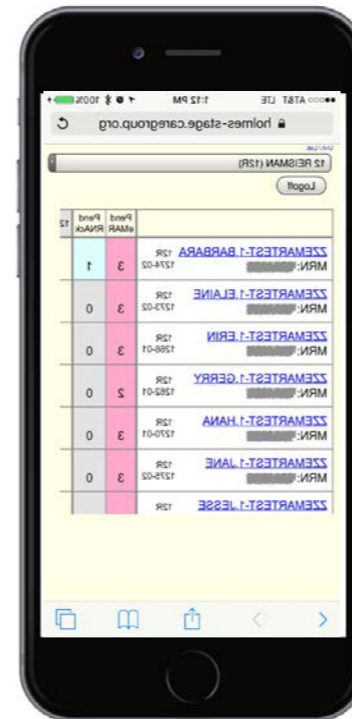 AT&T LTE 1:12 PM 100%
holmes-stage.caregroup.org
12 REISMAN (12R)
Logoff
Pend eMAR
Pend RNAck
12
ZZEMARTEST-1,BARBARA 12R 3 1
MRN: 1274-02
ZZEMARTEST-1,ELAINE 12R 3 0
MRN: 1273-02
ZZEMARTEST-1,ERIN 12R 3 0
MRN: 1266-01
ZZEMARTEST-1,GERRY 12R 2 0
MRN: 1262-01
ZZEMARTEST-1,HANA 12R 3 0
MRN: 1270-01
ZZEMARTEST-1,JANE 12R 3 0
MRN: 1275-02
ZZEMARTEST-1,JESSE 12R